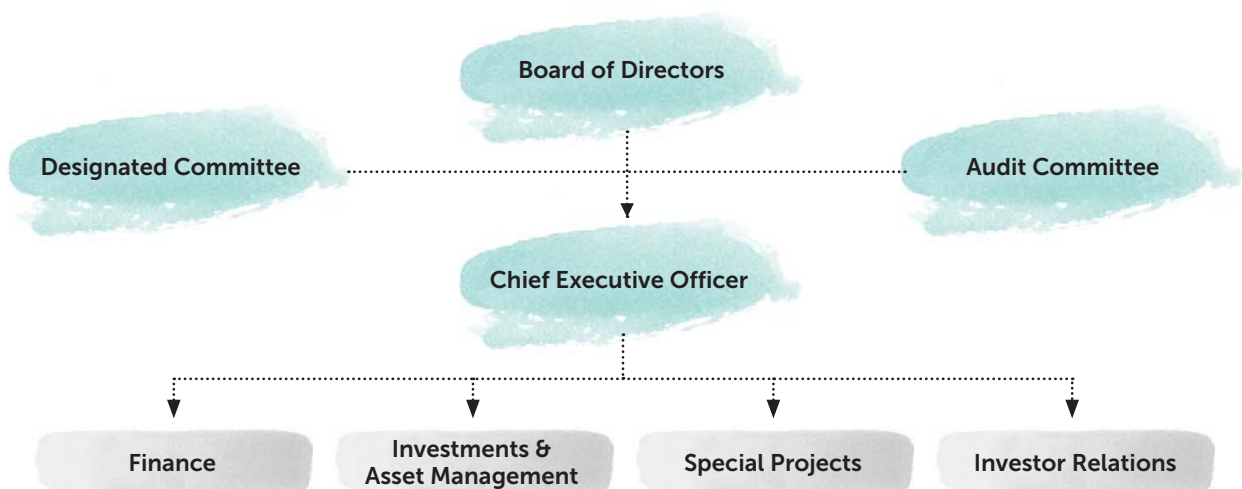 Board of Directors
Designated Committee
Audit Committee
Chief Executive Officer
Finance
Investments &
Asset Management
Special Projects
Investor Relations